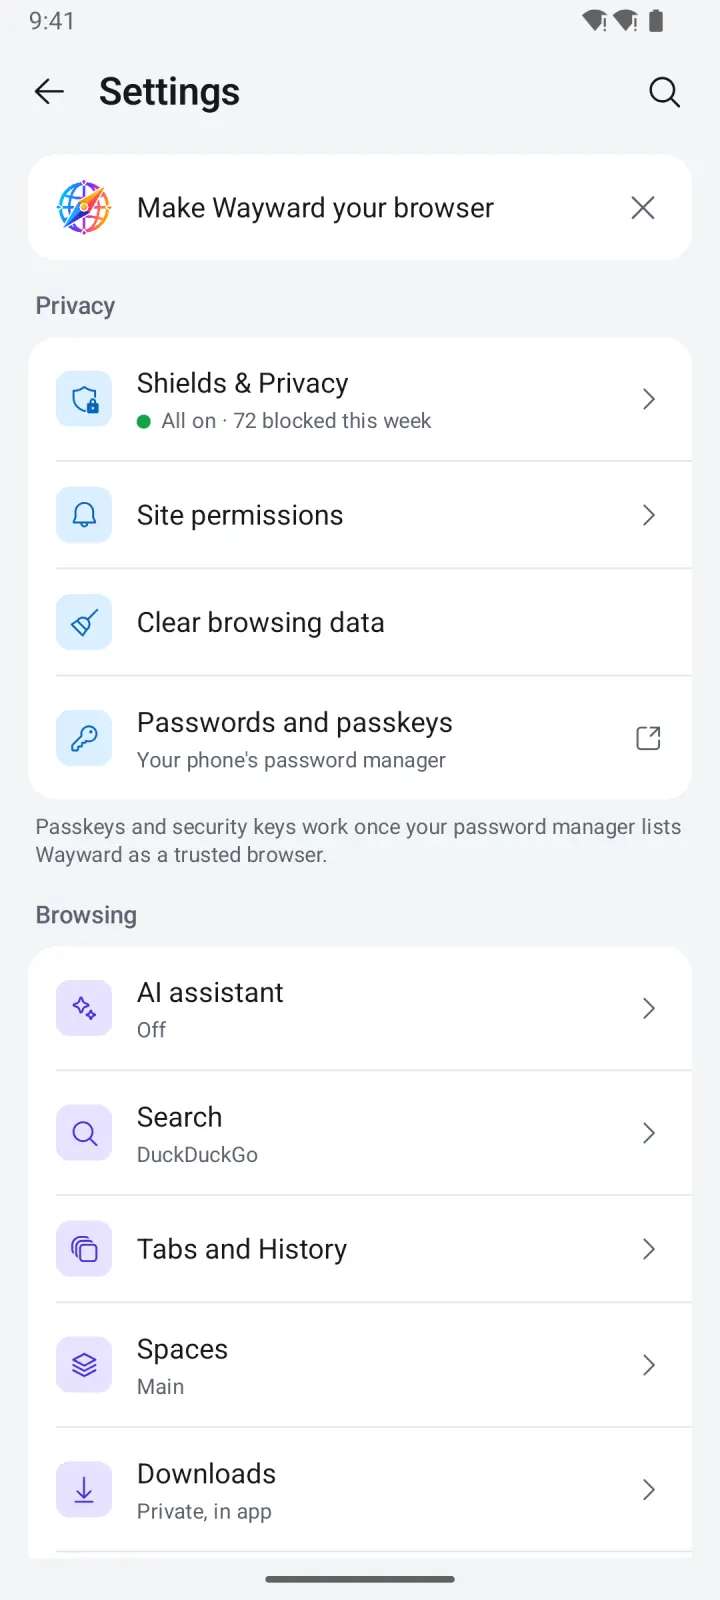 9:41
Settings
Make Wayward your browser
Privacy
Shields & Privacy
All on · 72 blocked this week
Site permissions
Clear browsing data
Passwords and passkeys
Your phone's password manager
Passkeys and security keys work once your password manager lists
Wayward as a trusted browser.
Browsing
AI assistant
Off
Search
DuckDuckGo
Tabs and History
Spaces
Main
Downloads
Private, in app